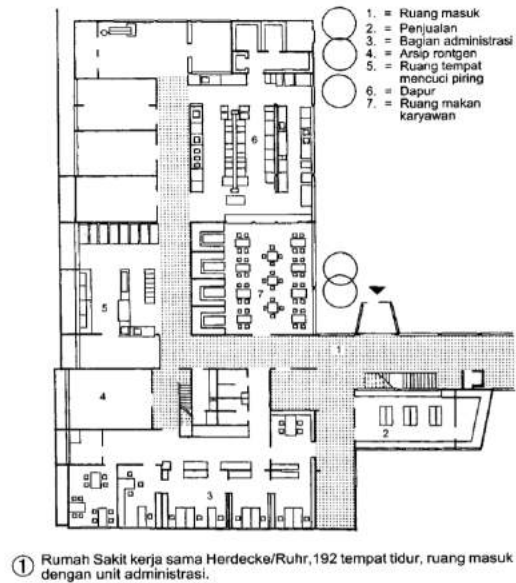 1. = Ruang masuk
2. = Penjualan
3. = Bagian administrasi
4. = Arsip rontgen
5. = Ruang tempat
mencuci piring
6. = Dapur
7. = Ruang makan
karyawan
6
7
5
1
4
2
3
1 Rumah Sakit kerja sama Herdecke/Ruhr,192 tempat tidur, ruang masuk
dengan unit administrasi.